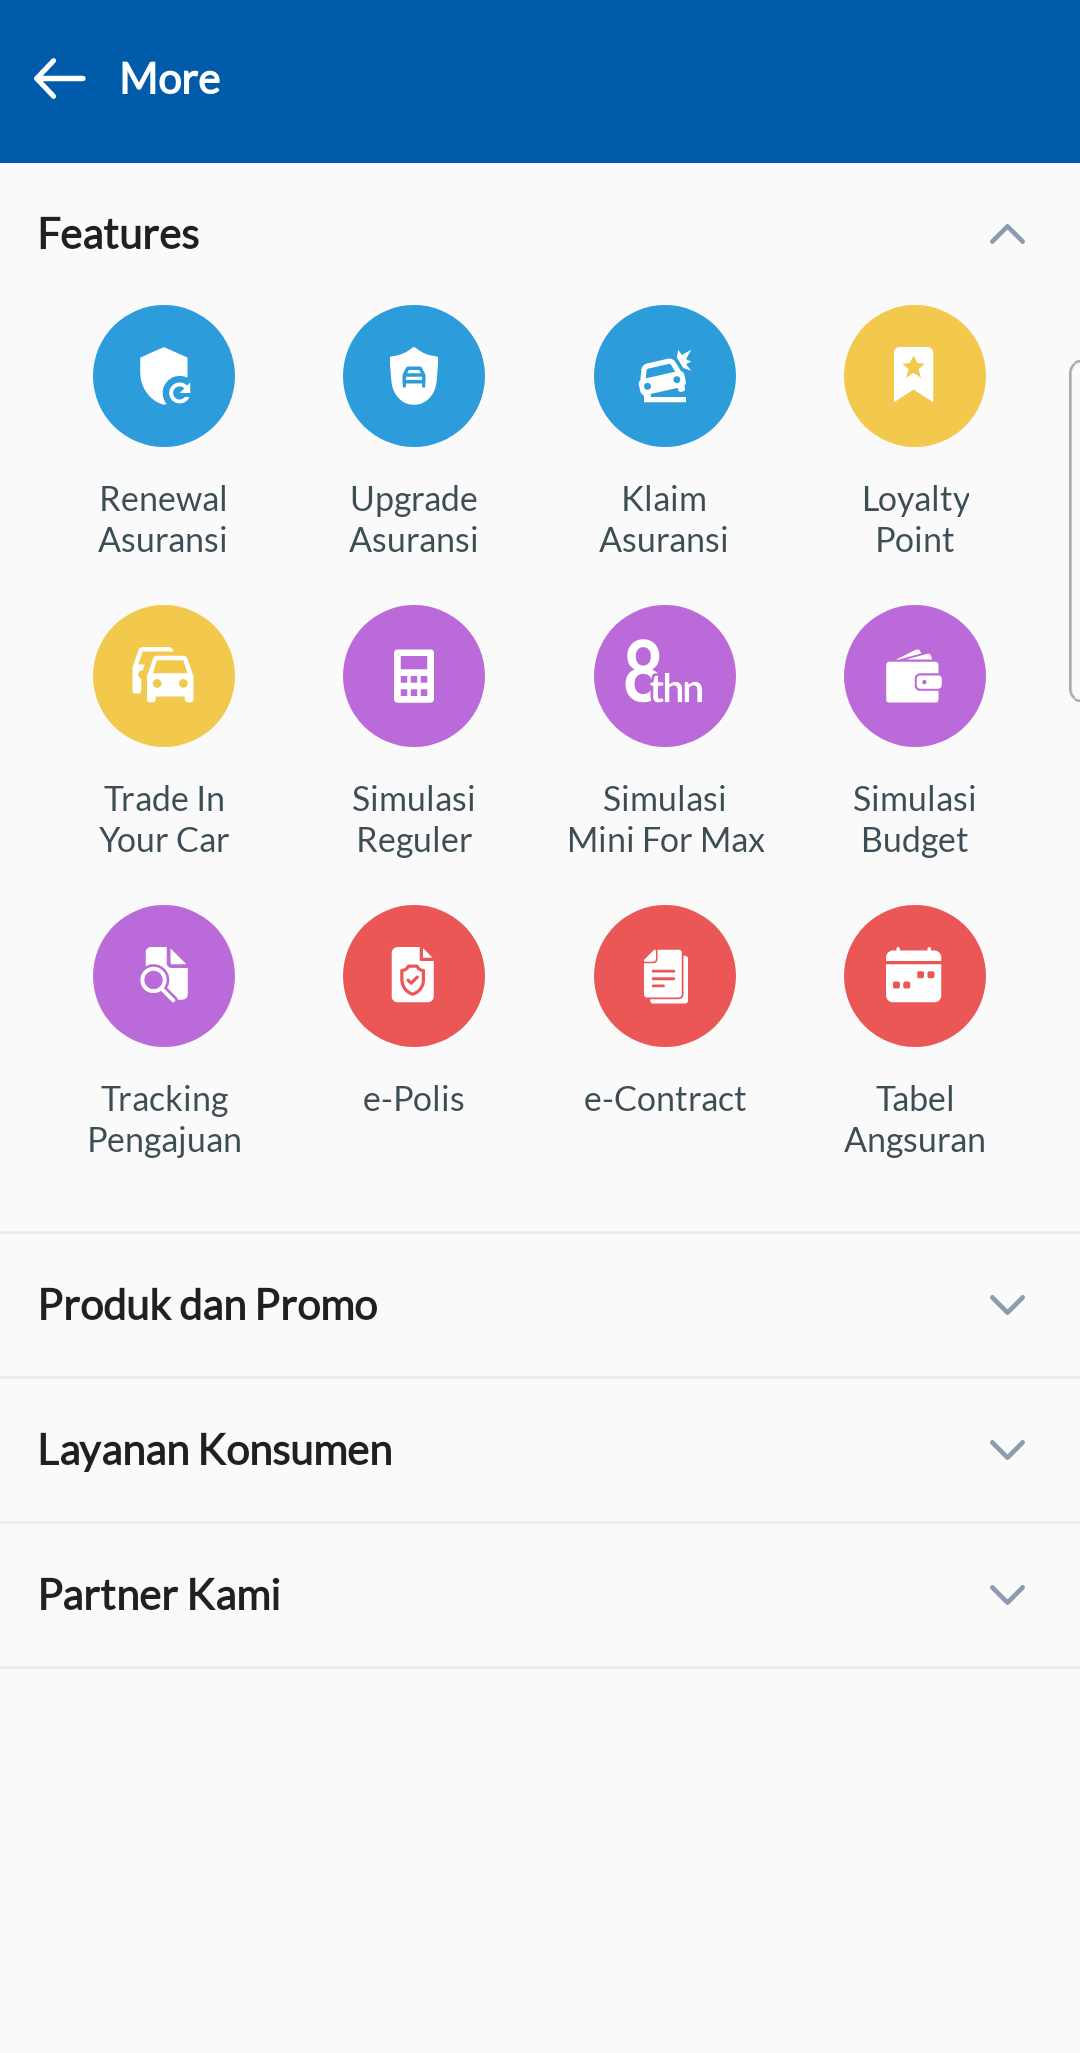 More
Features
Renewal
Asuransi
Upgrade
Asuransi
Klaim
Asuransi
Loyalty
Point
8thn
Trade In
Your Car
Simulasi
Reguler
Simulasi
Mini For Max
Simulasi
Budget
Tracking
Pengajuan
e-Polis
e-Contract
Tabel
Angsuran
Produk dan Promo
Layanan Konsumen
Partner Kami